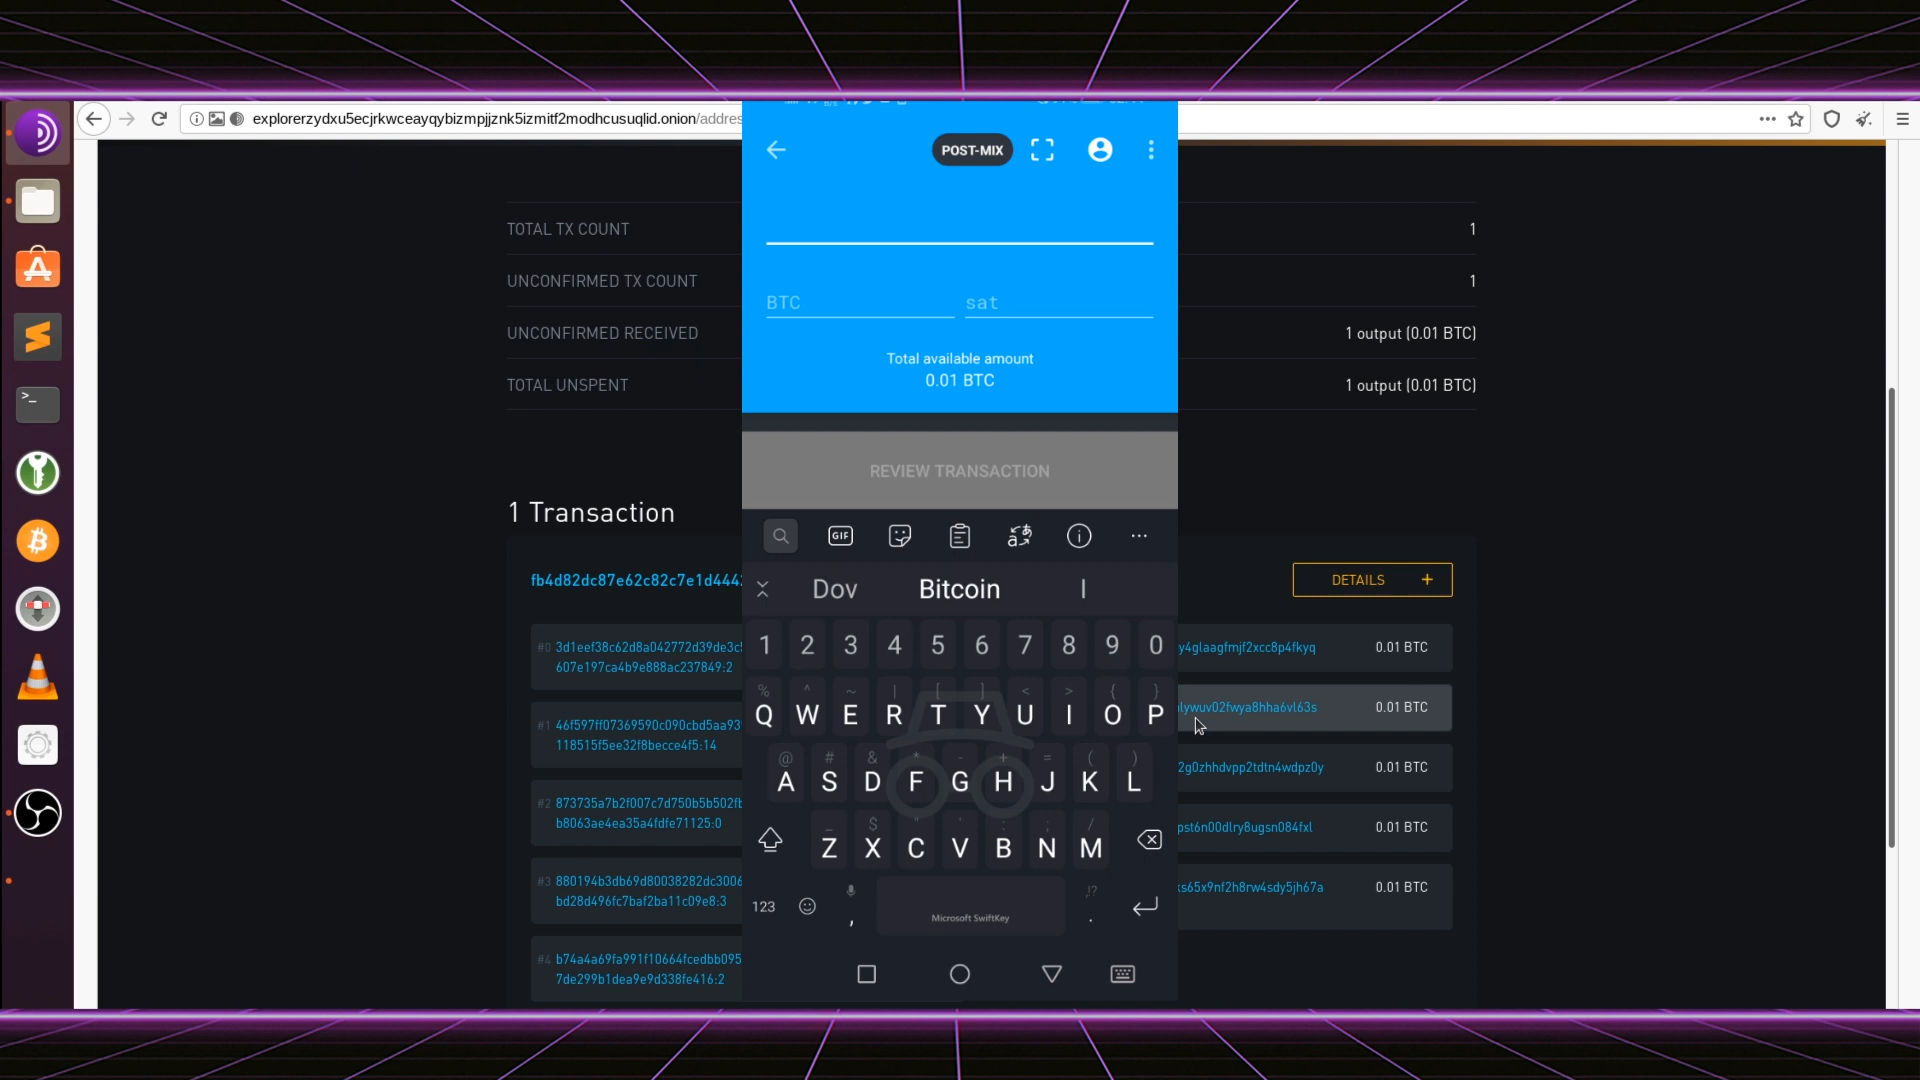 explorerzydxu5ecjrkwceayqybizmpjjznk5izmitf2modhcusuqlid.onion/addres
POST-MIX
BTC
sat
Total available amount
0.01 BTC
REVIEW TRANSACTION
TOTAL TX COUNT
1
UNCONFIRMED TX COUNT
1
UNCONFIRMED RECEIVED
1 output (0.01 BTC)
TOTAL UNSPENT
1 output (0.01 BTC)
1 Transaction
DETAILS +
#0 3d1eef38c62d8a042772d39de3c
607e197ca4b9e888ac237849:2
#1 46f597ff07369590c090cbd5aa93
118515f5ee32f8becce4f5:14
#2 873735a7b2f007c7d750b5b502ft
b8063ae4ea35a4fdfe71125:0
#3 880194b3db69d80038282dc3006
bd28d496fc7baf2ba11c09e8:3
#4 b74a4a69fa991f10664fcedbb095
7de299b1dea9e9d338fe416:2
y4glaagfmjf2xcc8p4fkyq 0.01 BTC
lywuv02fwya8hha6vl63s 0.01 BTC
2g0zhhdvpp2tdtn4wdpz0y 0.01 BTC
pst6n00dlry8ugsn084fxl 0.01 BTC
s65x9nf2h8rw4sdy5jh67a 0.01 BTC
GIF
Dov Bitcoin I
1 2 3 4 5 6 7 8 9 0
% ^ ~ | [ ] < > { }
Q W E R T Y U I O P
@ # & * - + = ( )
A S D F G H J K L
_ $ " ' : ; /
Z X C V B N M
123 , Microsoft SwiftKey !? .